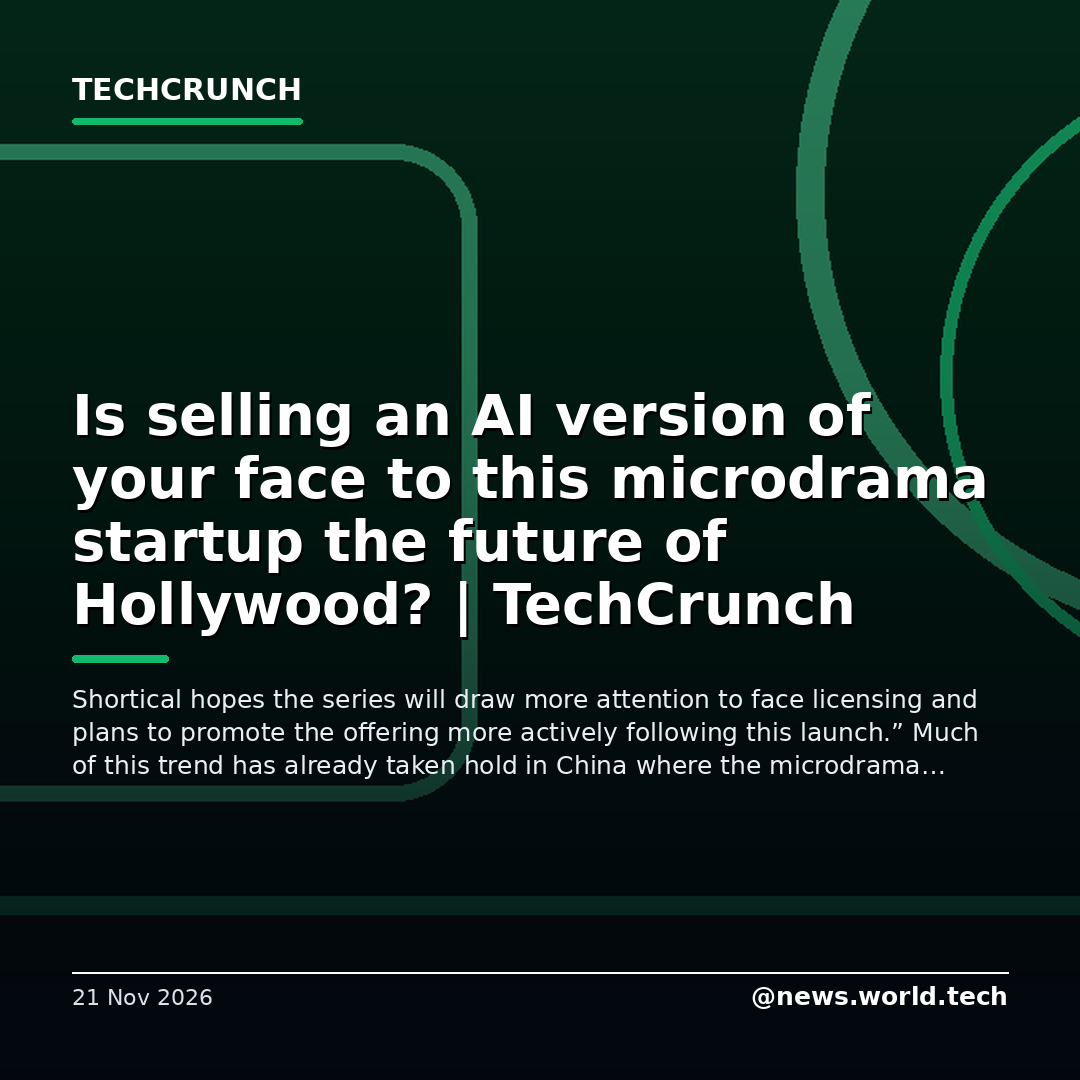 TECHCRUNCH
Is selling an AI version of
your face to this microdrama
startup the future of
Hollywood? | TechCrunch
Shortical hopes the series will draw more attention to face licensing and
plans to promote the offering more actively following this launch.” Much
of this trend has already taken hold in China where the microdrama…
21 Nov 2026
@news.world.tech